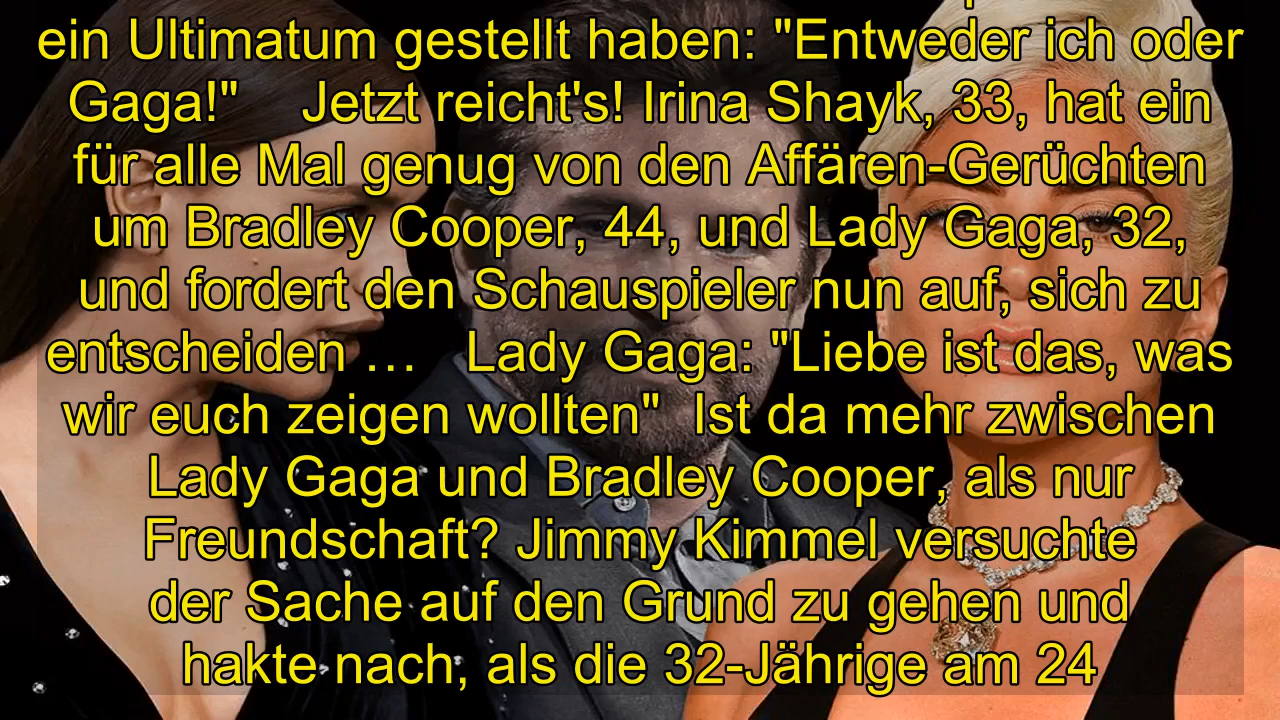 ein Ultimatum gestellt haben: "Entweder ich oder
Gaga!" Jetzt reicht's! Irina Shayk, 33, hat ein
für alle Mal genug von den Affären-Gerüchten
um Bradley Cooper, 44, und Lady Gaga, 32,
und fordert den Schauspieler nun auf, sich zu
entscheiden … Lady Gaga: "Liebe ist das, was
wir euch zeigen wollten" Ist da mehr zwischen
Lady Gaga und Bradley Cooper, als nur
Freundschaft? Jimmy Kimmel versuchte
der Sache auf den Grund zu gehen und
hakte nach, als die 32-Jährige am 24